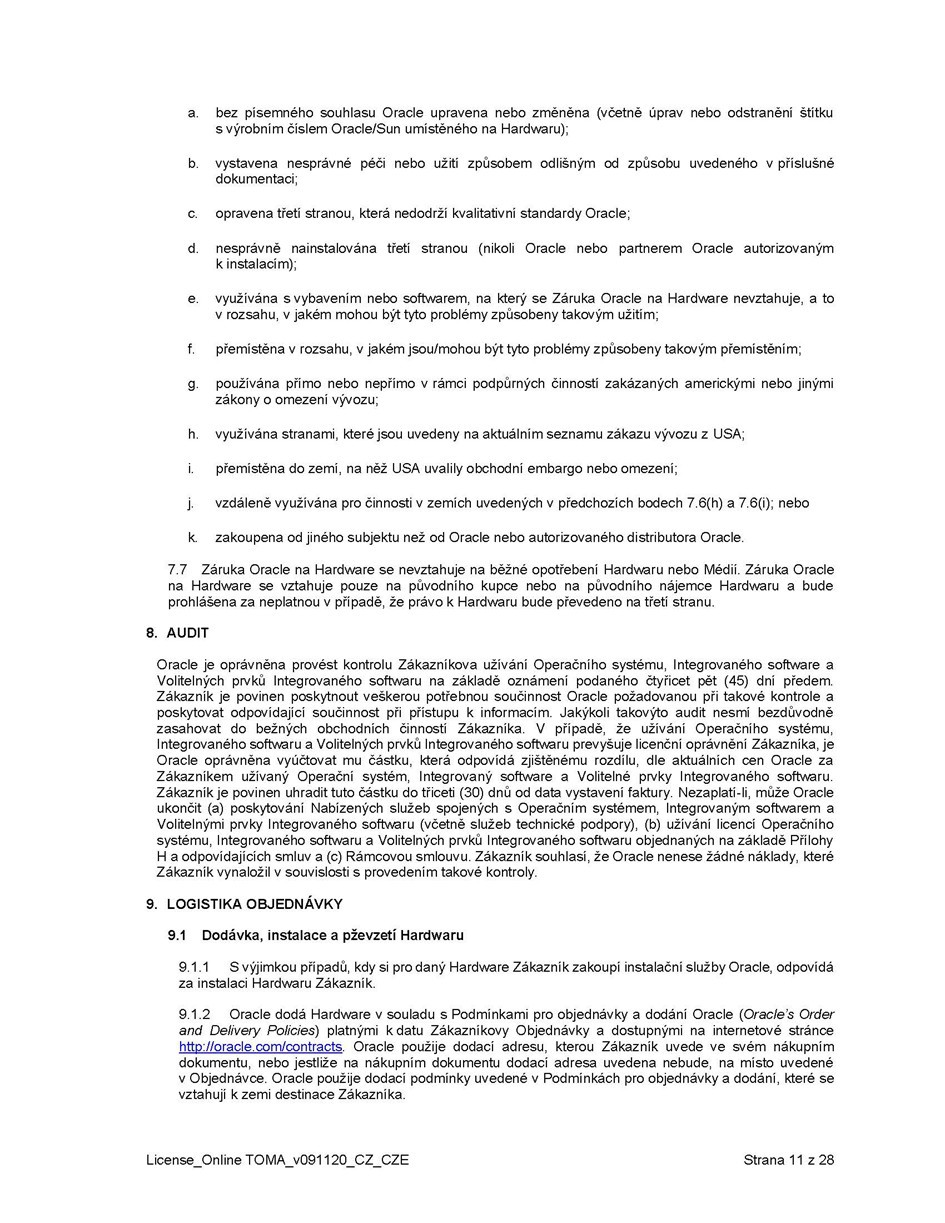 a. bez písemného souhlasu Oracle upravena nebo změněna (včetně úprav nebo odstranění štítku
s výrobním číslem Oracle/Sun umístěného na Hardwaru);
b. vystavena nesprávné péči nebo užití způsobem odlišným od způsobu uvedeného v příslušné
dokumentaci;
c. opravena třetí stranou, která nedodrží kvalitativní standardy Oracle;
d. nesprávně nainstalována třetí stranou (nikoli Oracle nebo partnerem Oracle autorizovaným
k instalacím);
e. využívána s vybavením nebo softwarem, na který se Záruka Oracle na Hardware nevztahuje, a to
v rozsahu, v jakém mohou být tyto problémy způsobeny takovým užitím;
f. přemístěna v rozsahu, v jakém jsou/mohou být tyto problémy způsobeny takovým přemístěním;
g. používána přímo nebo nepřímo v rámci podpůrných činností zakázaných americkými nebo jinými
zákony o omezení vývozu;
h. využívána stranami, které jsou uvedeny na aktuálním seznamu zákazu vývozu z USA;
i. přemístěna do zemí, na něž USA uvalily obchodní embargo nebo omezení;
j. vzdáleně využívána pro činnosti v zemích uvedených v předchozích bodech 7.6(h) a 7.6(i); nebo
k. zakoupena od jiného subjektu než od Oracle nebo autorizovaného distributora Oracle.
7.7 Záruka Oracle na Hardware se nevztahuje na běžné opotřebení Hardwaru nebo Médií. Záruka Oracle
na Hardware se vztahuje pouze na původního kupce nebo na původního nájemce Hardwaru a bude
prohlášena za neplatnou v případě, že právo k Hardwaru bude převedeno na třetí stranu.
8. AUDIT
Oracle je oprávněna provést kontrolu Zákazníkova užívání Operačního systému, Integrovaného software a
Volitelných prvků Integrovaného softwaru na základě oznámení podaného čtyřicet pět (45) dní předem.
Zákazník je povinen poskytnout veškerou potřebnou součinnost Oracle požadovanou při takové kontrole a
poskytovat odpovídající součinnost při přístupu k informacím. Jakýkoli takovýto audit nesmí bezdůvodně
zasahovat do bežných obchodních činností Zákazníka. V případě, že užívání Operačního systému,
Integrovaného softwaru a Volitelných prvků Integrovaného softwaru prevyšuje licenční oprávnění Zákazníka, je
Oracle oprávněna vyúčtovat mu částku, která odpovídá zjištěnému rozdílu, dle aktuálních cen Oracle za
Zákazníkem užívaný Operační systém, Integrovaný software a Volitelné prvky Integrovaného softwaru.
Zákazník je povinen uhradit tuto částku do třiceti (30) dnů od data vystavení faktury. Nezaplatí-li, může Oracle
ukončit (a) poskytování Nabízených služeb spojených s Operačním systémem, Integrovaným softwarem a
Volitelnými prvky Integrovaného softwaru (včetně služeb technické podpory), (b) užívání licencí Operačního
systému, Integrovaného softwaru a Volitelných prvků Integrovaného softwaru objednaných na základě Přílohy
H a odpovídajících smluv a (c) Rámcovou smlouvu. Zákazník souhlasí, že Oracle nenese žádné náklady, které
Zákazník vynaložil v souvislosti s provedením takové kontroly.
9. LOGISTIKA OBJEDNÁVKY
9.1 Dodávka, instalace a pževzetí Hardwaru
9.1.1 S výjimkou případů, kdy si pro daný Hardware Zákazník zakoupí instalační služby Oracle, odpovídá
za instalaci Hardwaru Zákazník.
9.1.2 Oracle dodá Hardware v souladu s Podmínkami pro objednávky a dodání Oracle (Oracle’s Order
and Delivery Policies) platnými k datu Zákazníkovy Objednávky a dostupnými na internetové stránce
http://oracle.com/contracts. Oracle použije dodací adresu, kterou Zákazník uvede ve svém nákupním
dokumentu, nebo jestliže na nákupním dokumentu dodací adresa uvedena nebude, na místo uvedené
v Objednávce. Oracle použije dodací podmínky uvedené v Podmínkách pro objednávky a dodání, které se
vztahují k zemi destinace Zákazníka.
License_Online TOMA_v091120_CZ_CZE Strana 11 z 28